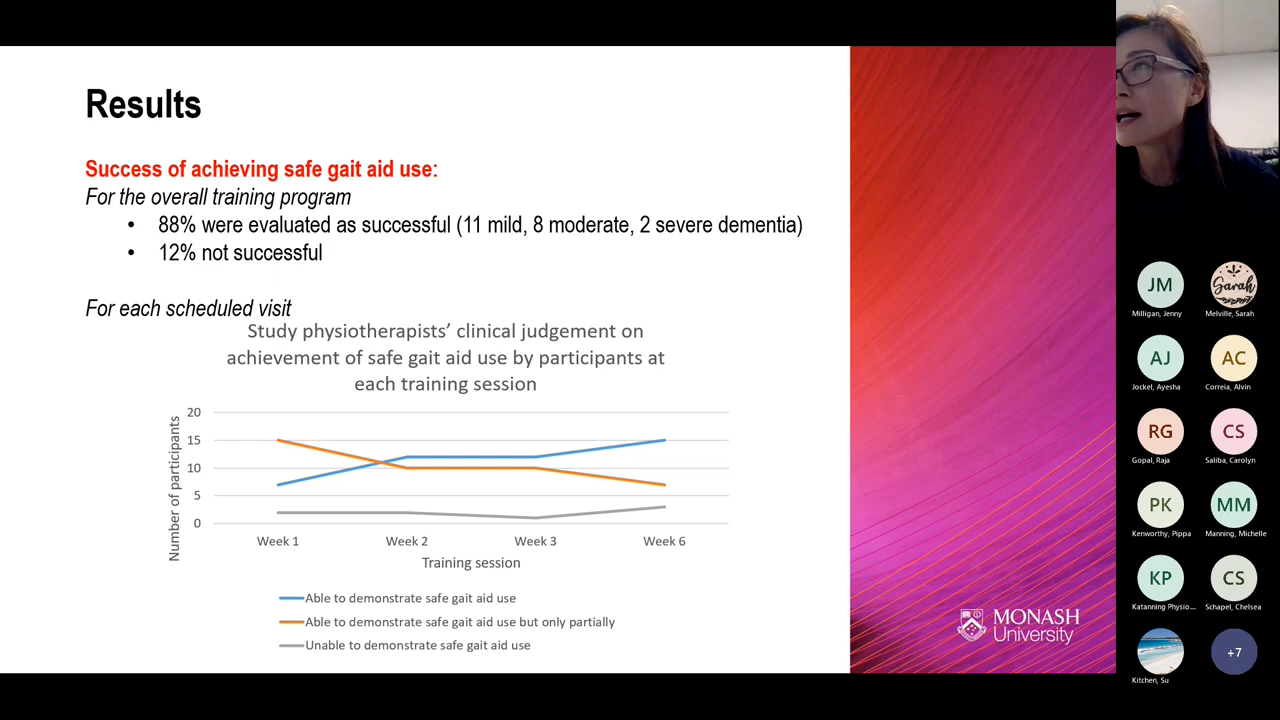 Results
Success of achieving safe gait aid use:
For the overall training program
• 88% were evaluated as successful (11 mild, 8 moderate, 2 severe dementia)
• 12% not successful
For each scheduled visit
Study physiotherapists’ clinical judgement on
achievement of safe gait aid use by participants at
each training session
Number of participants
20
15
10
5
0
Week 1 Week 2 Week 3 Week 6
Training session
Able to demonstrate safe gait aid use
Able to demonstrate safe gait aid use but only partially
Unable to demonstrate safe gait aid use
MONASH
University
JM
Milligan, Jenny
Sarah
Melville, Sarah
AJ
Jockel, Ayesha
AC
Correia, Alvin
RG
Gopal, Raja
CS
Saliba, Carolyn
PK
Kenworthy, Pippa
MM
Manning, Michelle
KP
Katanning Physio...
CS
Schapel, Chelsea
Kitchen, Su
+7